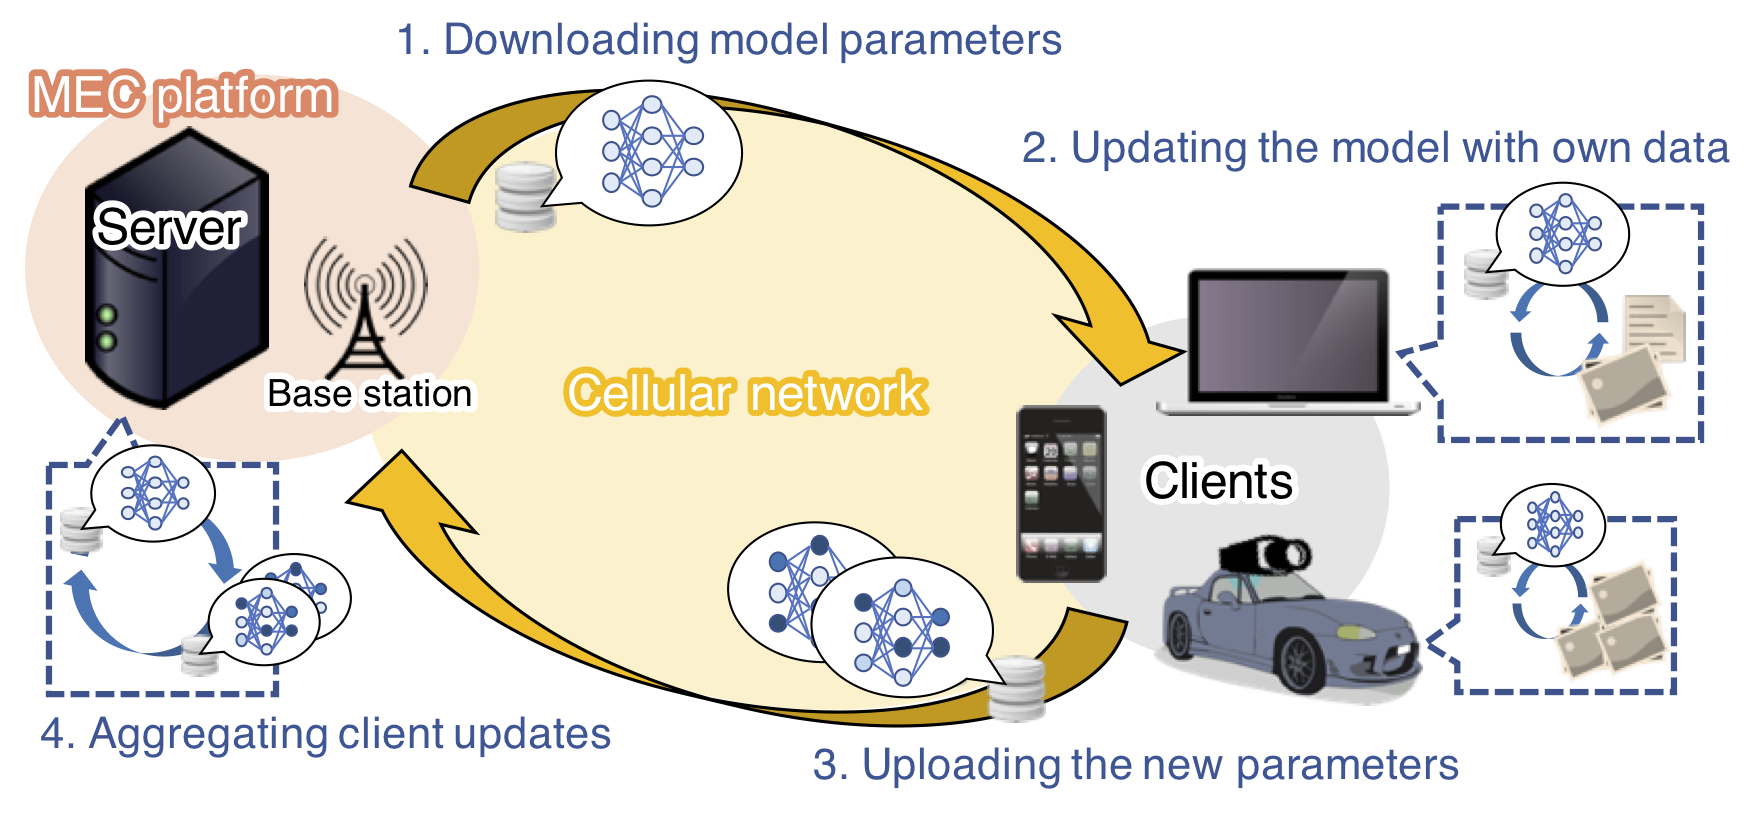 1. Downloading model parameters
MEC platform
2. Updating the model with own data
Server
Base station
Cellular network
Clients
4. Aggregating client updates
3. Uploading the new parameters